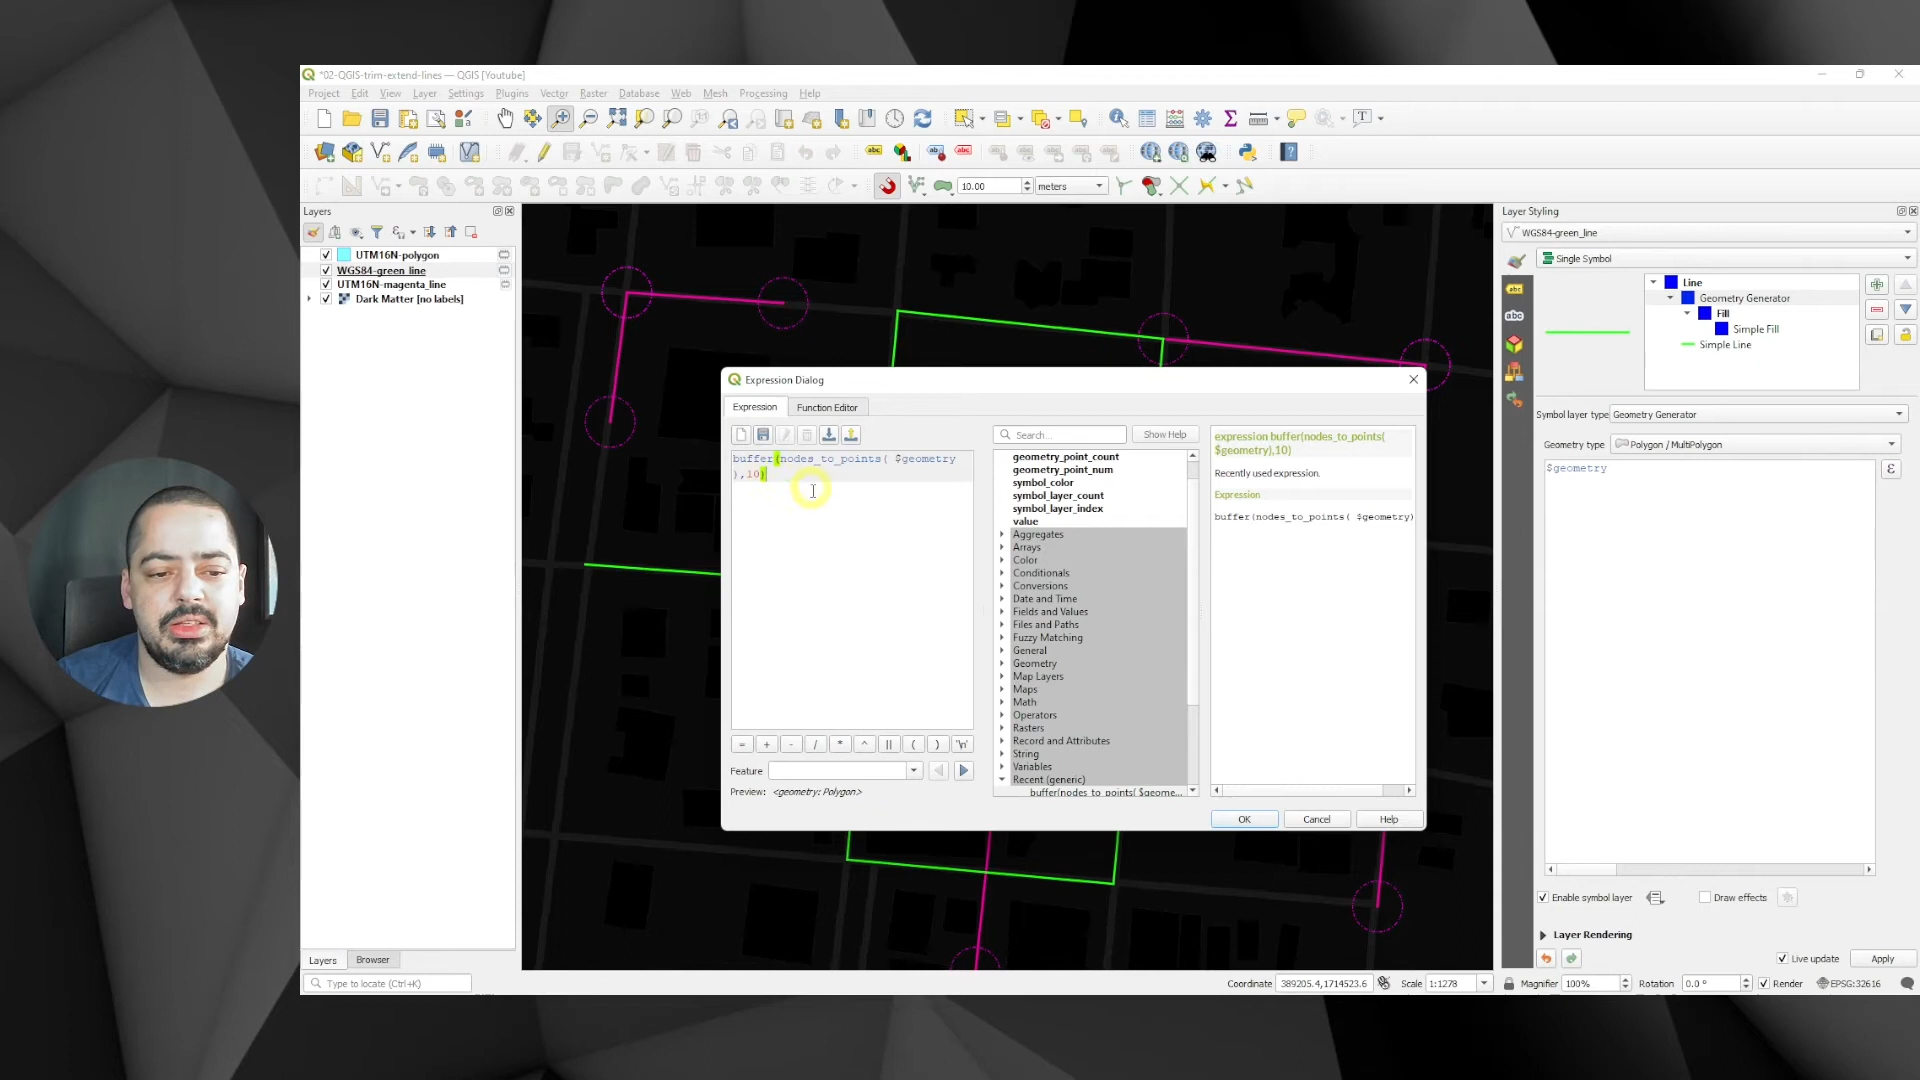 *02-QGIS-trim-extend-lines — QGIS [Youtube]
Project Edit View Layer Settings Plugins Vector Raster Database Web Mesh Processing Help
10.00 meters
Layers
UTM16N-polygon
WGS84-green_line
UTM16N-magenta_line
Dark Matter [no labels]
Layers Browser
Type to locate (Ctrl+K)
Expression Dialog
Expression Function Editor
buffer(nodes_to_points( $geometry
),10)
Search...
Show Help
geometry_point_count
geometry_point_num
symbol_color
symbol_layer_count
symbol_layer_index
value
Aggregates
Arrays
Color
Conditionals
Conversions
Date and Time
Fields and Values
Files and Paths
Fuzzy Matching
General
Geometry
Map Layers
Maps
Math
Operators
Rasters
Record and Attributes
String
Variables
Recent (generic)
buffer(nodes_to_points( $geome...
expression buffer(nodes_to_points(
$geometry),10)
Recently used expression.
Expression
buffer(nodes_to_points( $geometry)
= + - / * ^ || ( ) '\n'
Feature
Preview: <geometry: Polygon>
OK Cancel Help
Layer Styling
WGS84-green_line
Single Symbol
Line
Geometry Generator
Fill
Simple Fill
Simple Line
Symbol layer type Geometry Generator
Geometry type Polygon / MultiPolygon
$geometry
ε
Enable symbol layer
Draw effects
Layer Rendering
Live update
Apply
Coordinate 389205.4,1714523.6 Scale 1:1278 Magnifier 100% Rotation 0.0 ° Render EPSG:32616